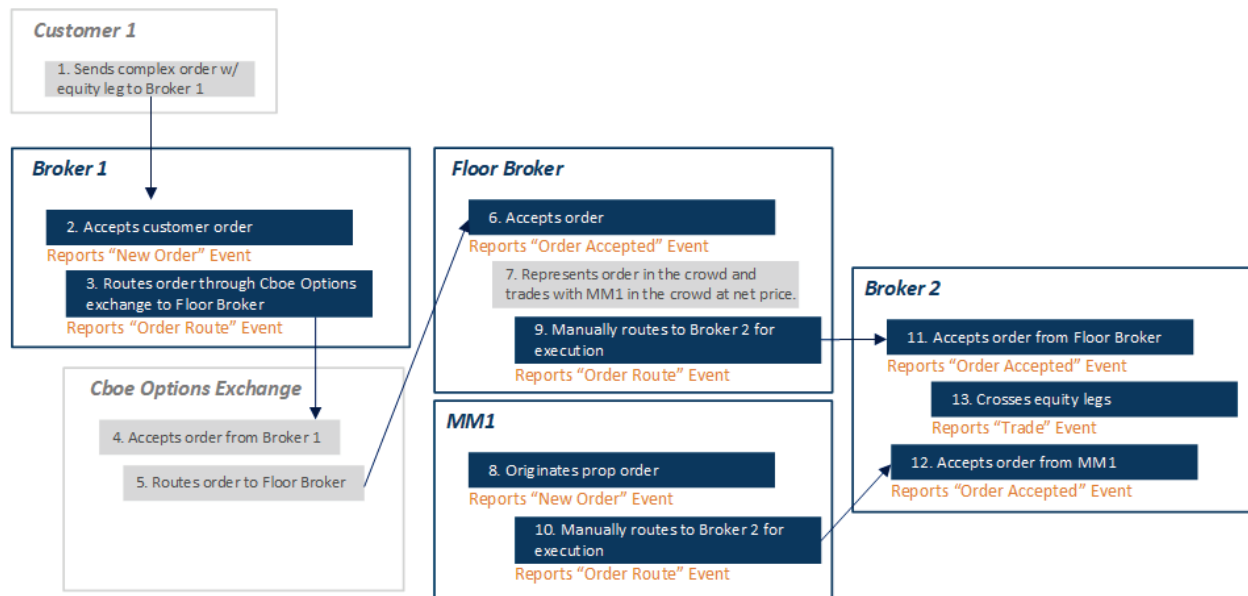 Customer 1
1. Sends complex order w/
equity leg to Broker 1
Broker 1
2. Accepts customer order
Reports “New Order” Event
3. Routes order through Cboe Options
exchange to Floor Broker
Reports “Order Route” Event
Cboe Options Exchange
4. Accepts order from Broker 1
5. Routes order to Floor Broker
Floor Broker
6. Accepts order
Reports “Order Accepted” Event
7. Represents order in the crowd and
trades with MM1 in the crowd at net price.
9. Manually routes to Broker 2 for
execution
Reports “Order Route” Event
MM1
8. Originates prop order
Reports “New Order” Event
10. Manually routes to Broker 2 for
execution
Reports “Order Route” Event
Broker 2
11. Accepts order from Floor Broker
Reports “Order Accepted” Event
13. Crosses equity legs
Reports “Trade” Event
12. Accepts order from MM1
Reports “Order Accepted” Event